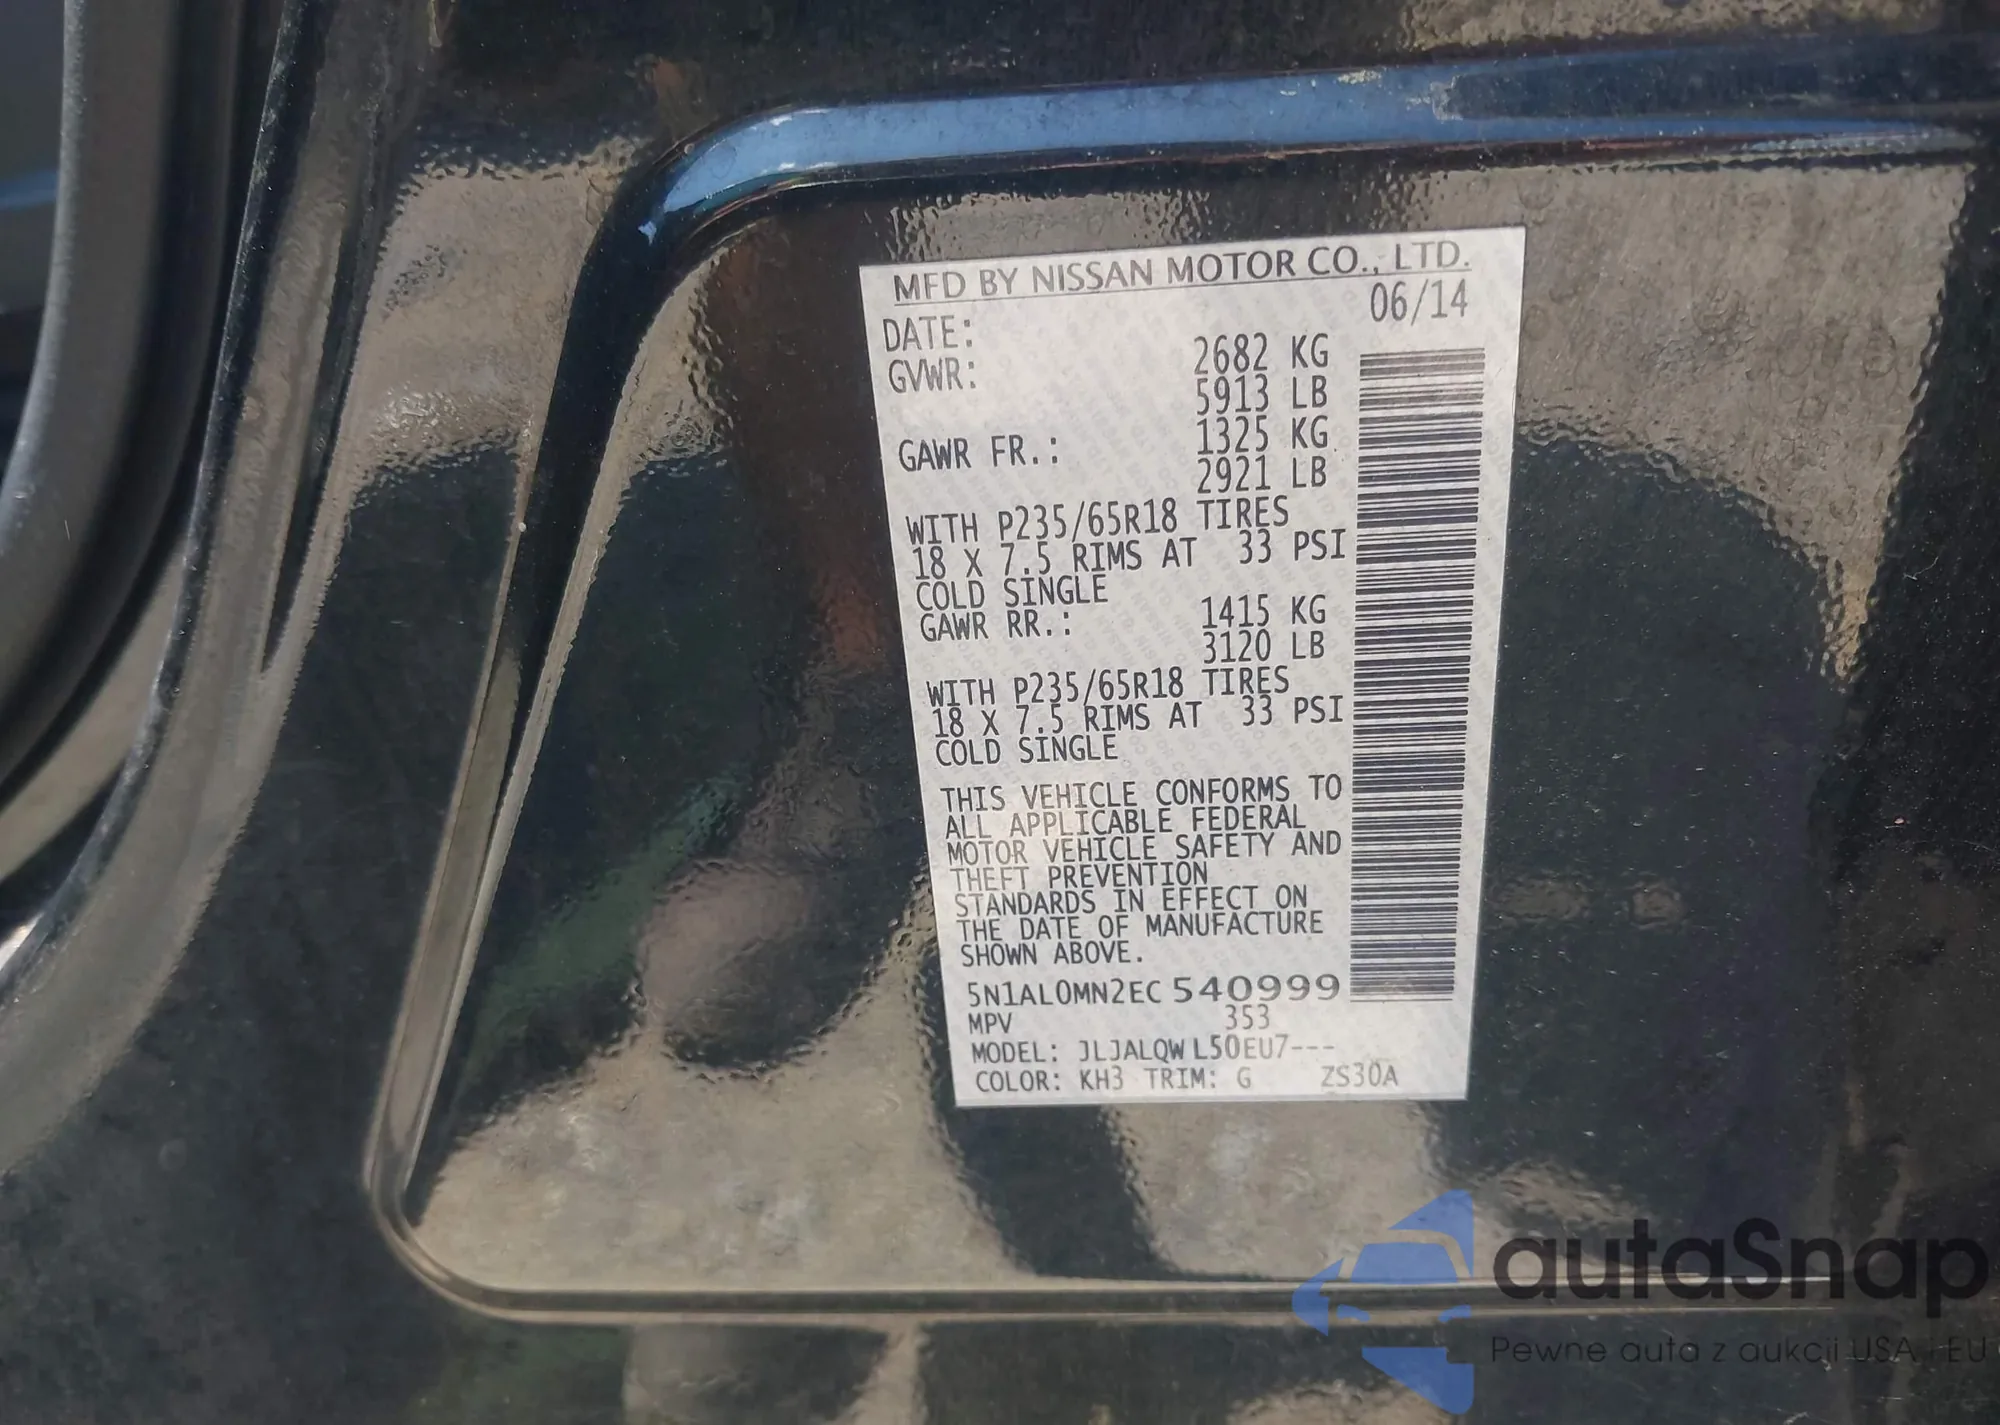 MFD BY NISSAN MOTOR CO., LTD.
DATE: 06/14
GVWR: 2682 KG
5913 LB
GAWR FR.: 1325 KG
2921 LB
WITH P235/65R18 TIRES
18 X 7.5 RIMS AT 33 PSI
COLD SINGLE
GAWR RR.: 1415 KG
3120 LB
WITH P235/65R18 TIRES
18 X 7.5 RIMS AT 33 PSI
COLD SINGLE
THIS VEHICLE CONFORMS TO
ALL APPLICABLE FEDERAL
MOTOR VEHICLE SAFETY AND
THEFT PREVENTION
STANDARDS IN EFFECT ON
THE DATE OF MANUFACTURE
SHOWN ABOVE.
5N1AL0MN2EC 540999
MPV 353
MODEL: JLJALQW L50EU7---
COLOR: KH3 TRIM: G ZS30A
autaSnap
Pewne auta z aukcji USA i EU